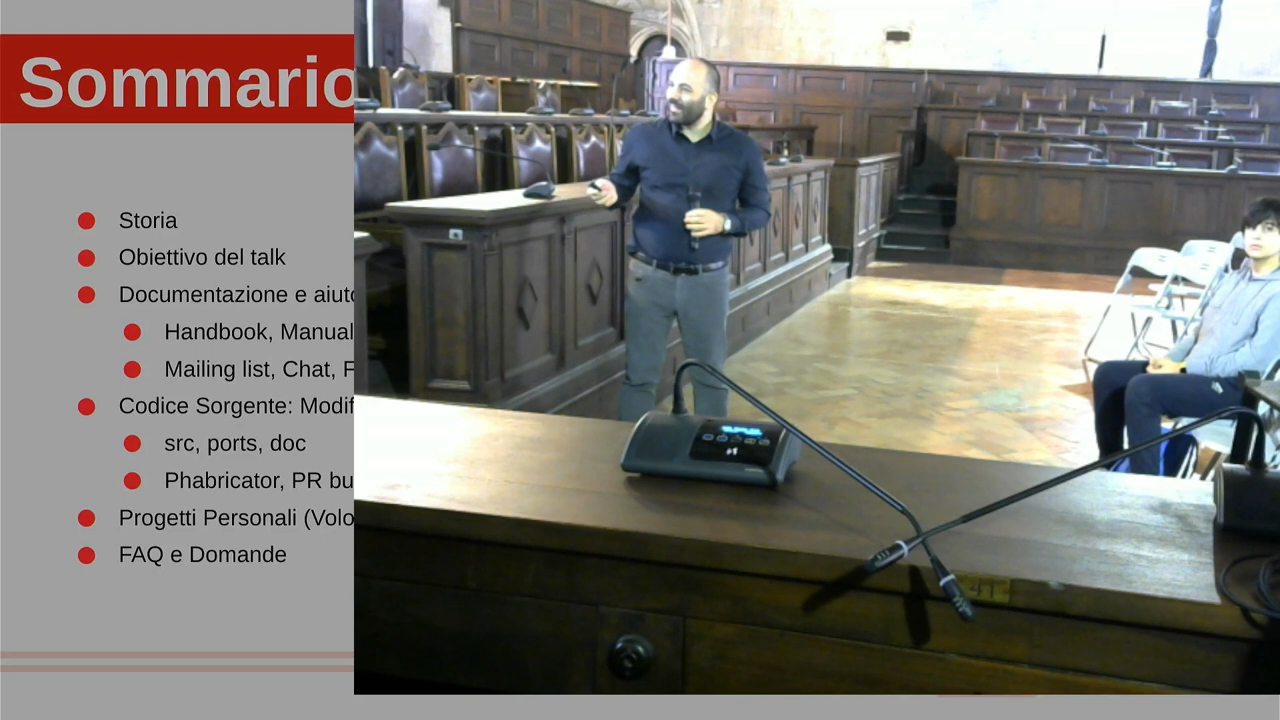 Sommario
Storia
Obiettivo del talk
Documentazione e aiuto
Handbook, Manual
Mailing list, Chat, F
Codice Sorgente: Modif
src, ports, doc
Phabricator, PR bu
Progetti Personali (Volo
FAQ e Domande
41